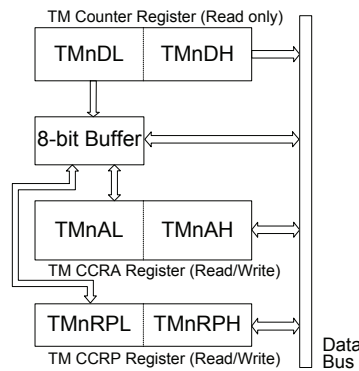 TM Counter Register (Read only)
TMnDL TMnDH
8-bit Buffer
TMnAL TMnAH
TM CCRA Register (Read/Write)
TMnRPL TMnRPH
TM CCRP Register (Read/Write)
Data
Bus